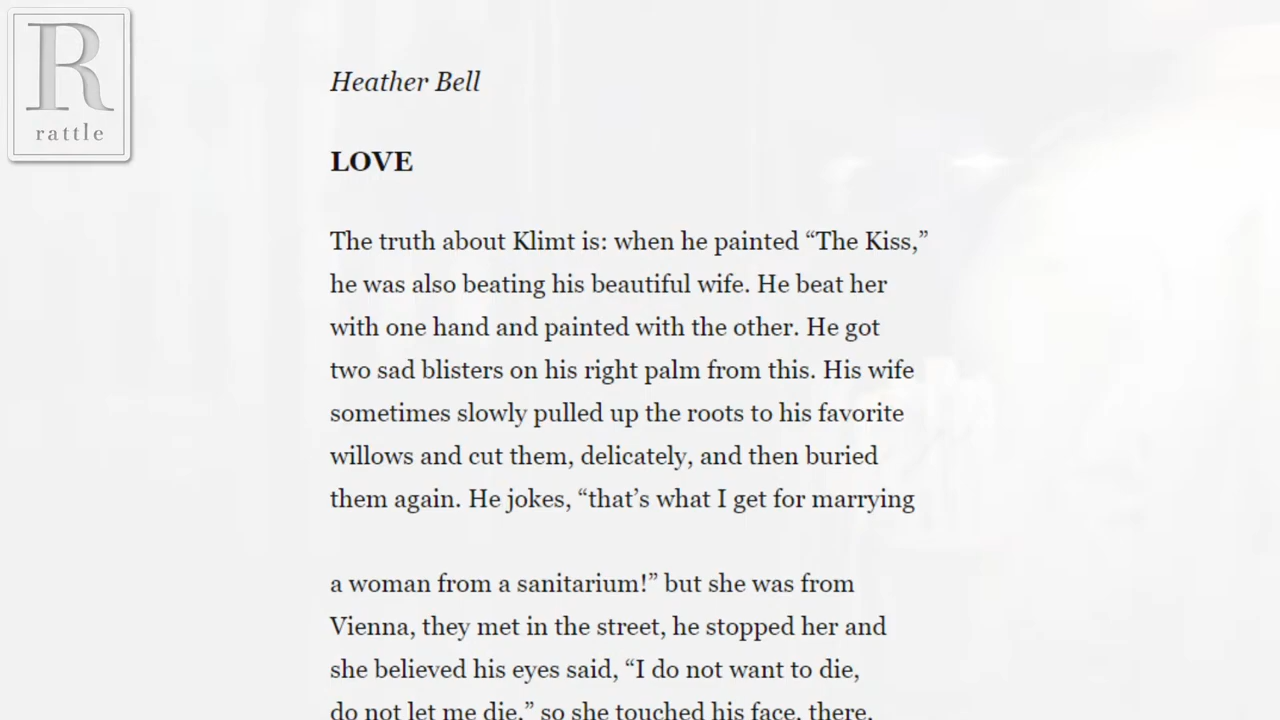 R
rattle
Heather Bell
LOVE
The truth about Klimt is: when he painted “The Kiss,”
he was also beating his beautiful wife. He beat her
with one hand and painted with the other. He got
two sad blisters on his right palm from this. His wife
sometimes slowly pulled up the roots to his favorite
willows and cut them, delicately, and then buried
them again. He jokes, “that’s what I get for marrying
a woman from a sanitarium!” but she was from
Vienna, they met in the street, he stopped her and
she believed his eyes said, “I do not want to die,
do not let me die,” so she touched his face, there,